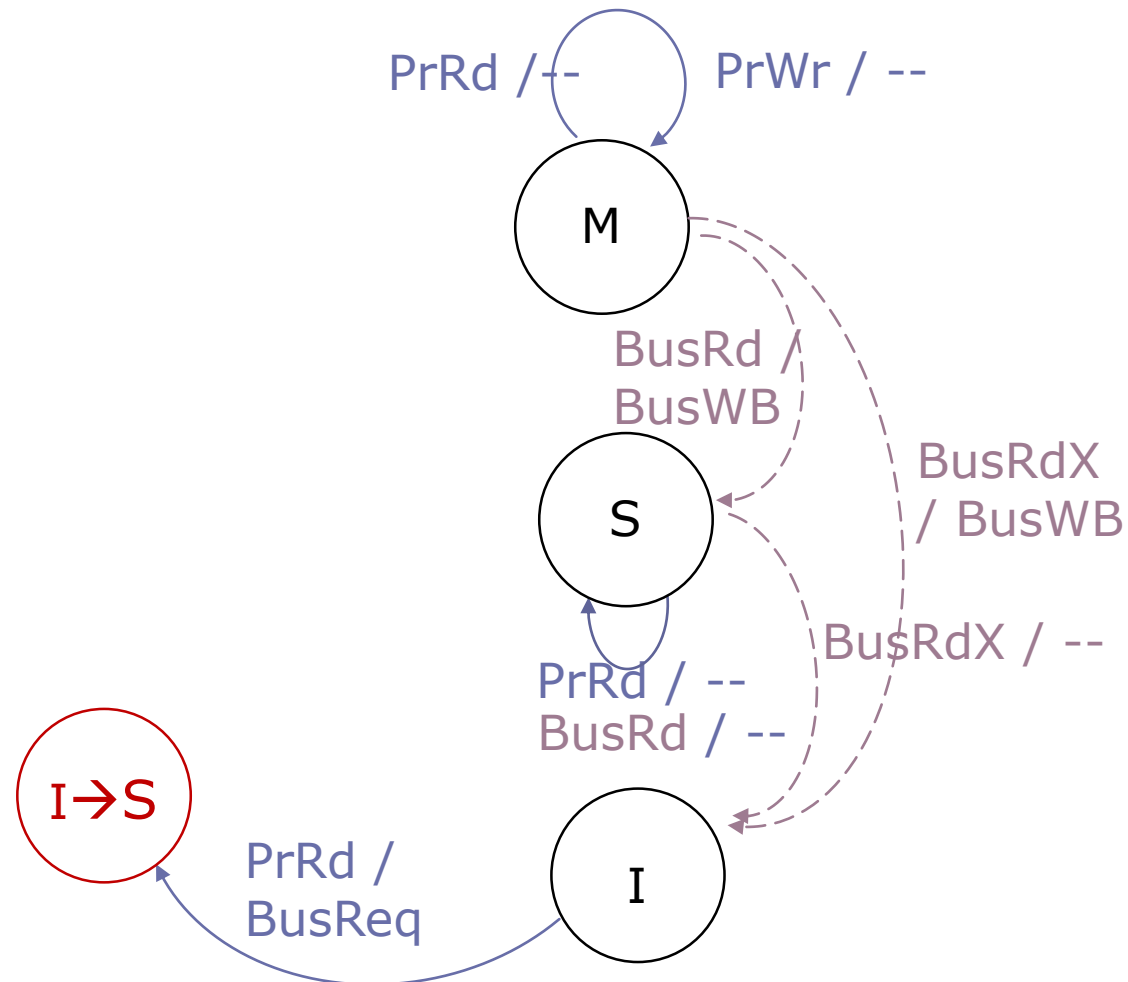 PrRd /--
PrWr / --
M
BusRd /
BusWB
BusRdX
/ BusWB
S
BusRdX / --
PrRd / --
BusRd / --
I→S
PrRd /
BusReq
I